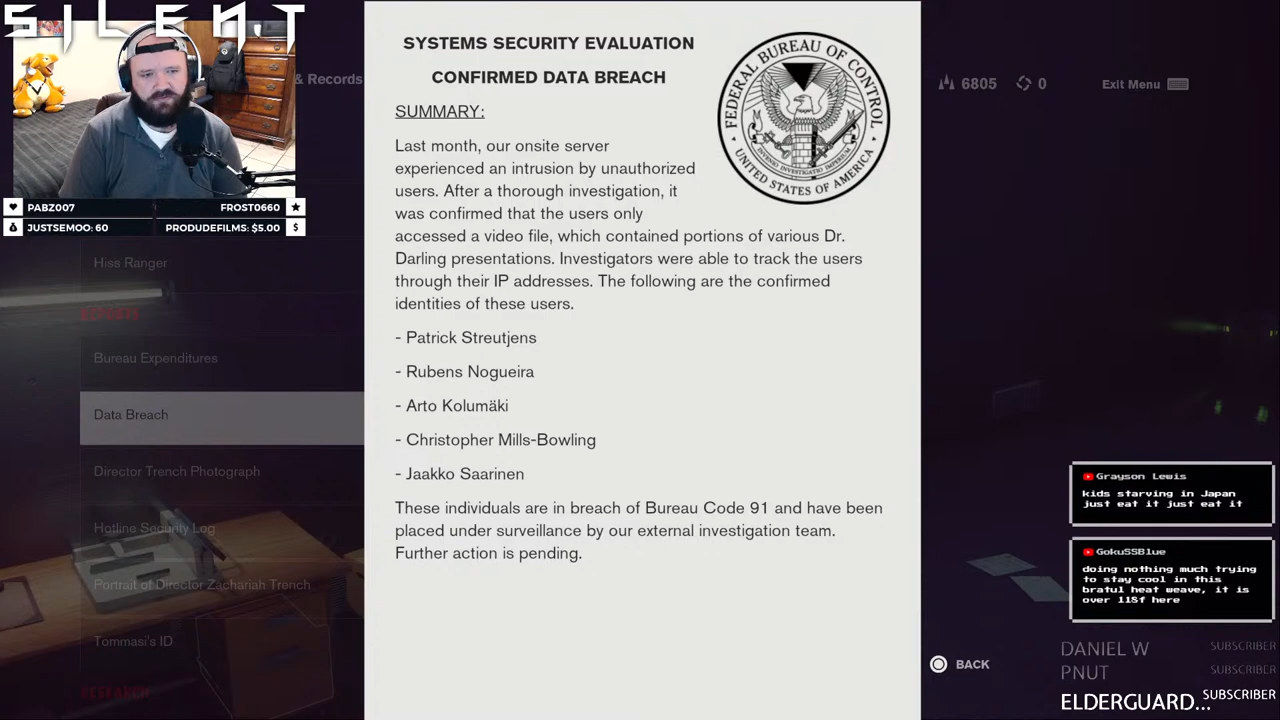 SILENT
PABZ007
FROST0660
JUSTSEMOO: 60
PRODUDEFILMS: $5.00
& Records
Hiss Ranger
REPORTS
Bureau Expenditures
Data Breach
Director Trench Photograph
Hotline Security Log
Portrait of Director Zachariah Trench
Tommasi's ID
RESEARCH
SYSTEMS SECURITY EVALUATION
CONFIRMED DATA BREACH
FEDERAL BUREAU OF CONTROL
UNITED STATES OF AMERICA
SUMMARY:
Last month, our onsite server
experienced an intrusion by unauthorized
users. After a thorough investigation, it
was confirmed that the users only
accessed a video file, which contained portions of various Dr.
Darling presentations. Investigators were able to track the users
through their IP addresses. The following are the confirmed
identities of these users.
- Patrick Streutjens
- Rubens Nogueira
- Arto Kolumäki
- Christopher Mills-Bowling
- Jaakko Saarinen
These individuals are in breach of Bureau Code 91 and have been
placed under surveillance by our external investigation team.
Further action is pending.
6805
0
Exit Menu
Grayson Lewis
kids starving in Japan
just eat it just eat it
GokuSSBlue
doing nothing much trying
to stay cool in this
bratul heat weave, it is
over 118f here
BACK
DANIEL W SUBSCRIBER
PNUT SUBSCRIBER
ELDERGUARD... SUBSCRIBER